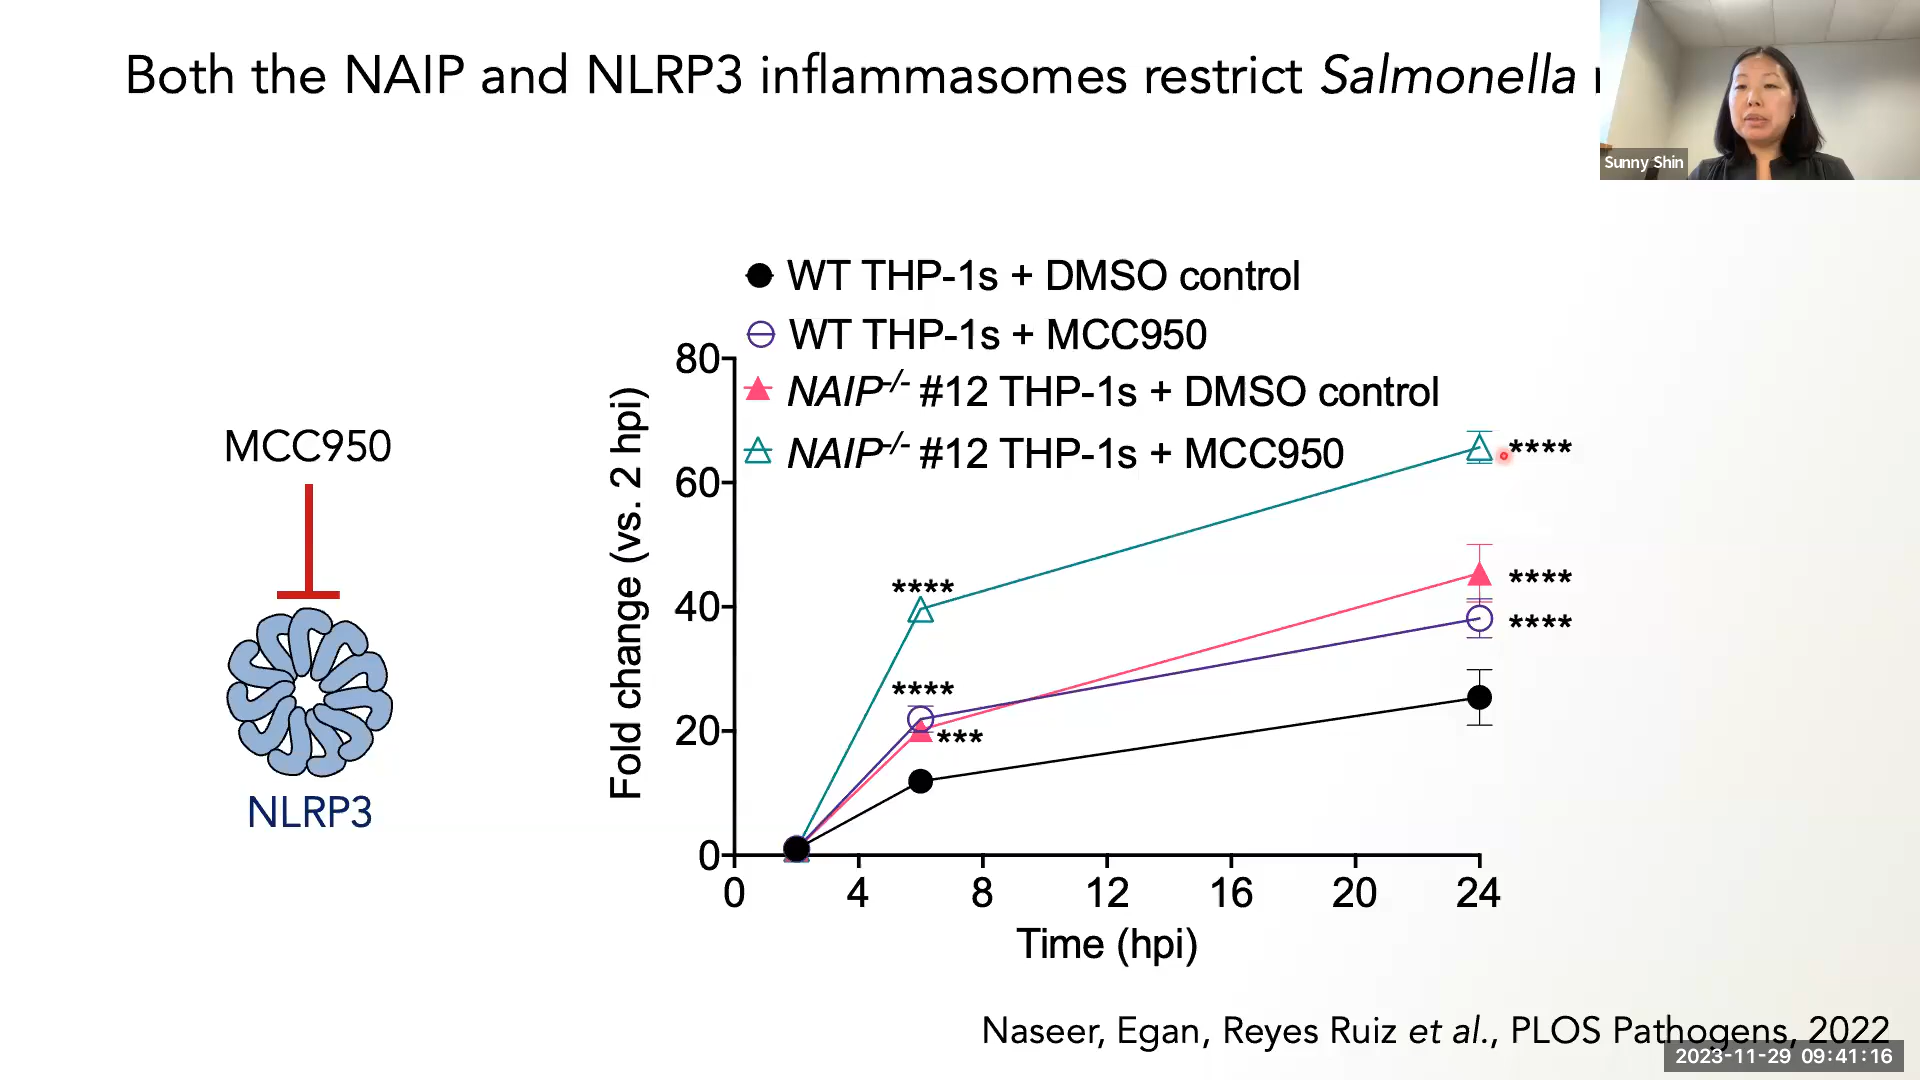 Both the NAIP and NLRP3 inflammasomes restrict Salmonella
Sunny Shin
WT THP-1s + DMSO control
WT THP-1s + MCC950
NAIP-/- #12 THP-1s + DMSO control
NAIP-/- #12 THP-1s + MCC950
MCC950
NLRP3
Fold change (vs. 2 hpi)
80
60
40
20
0
****
****
****
****
****
***
0 4 8 12 16 20 24
Time (hpi)
Naseer, Egan, Reyes Ruiz et al., PLOS Pathogens, 2022
2023-11-29 09:41:16